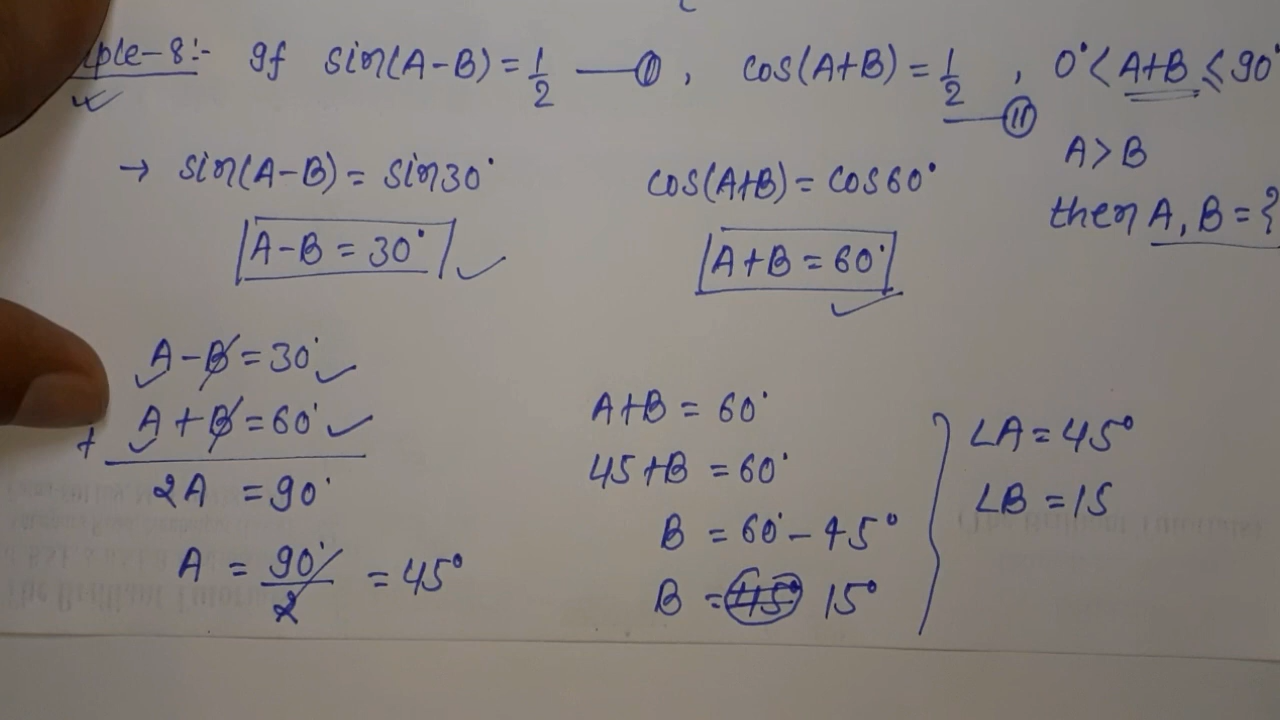 ple-8:- If sin(A-B) = 1/2 —(I) , cos(A+B) = 1/2 —(II) , 0° < A+B ≤ 90°
A > B
then A, B = ?
→ sin(A-B) = sin30°
cos(A+B) = cos60°
A-B = 30° ✓
A+B = 60° ✓
A-B = 30° ✓
+ A+B = 60° ✓
2A = 90°
A = 90°/2 = 45°
A+B = 60°
45+B = 60°
B = 60°-45°
B = 15°
∠A = 45°
∠B = 15